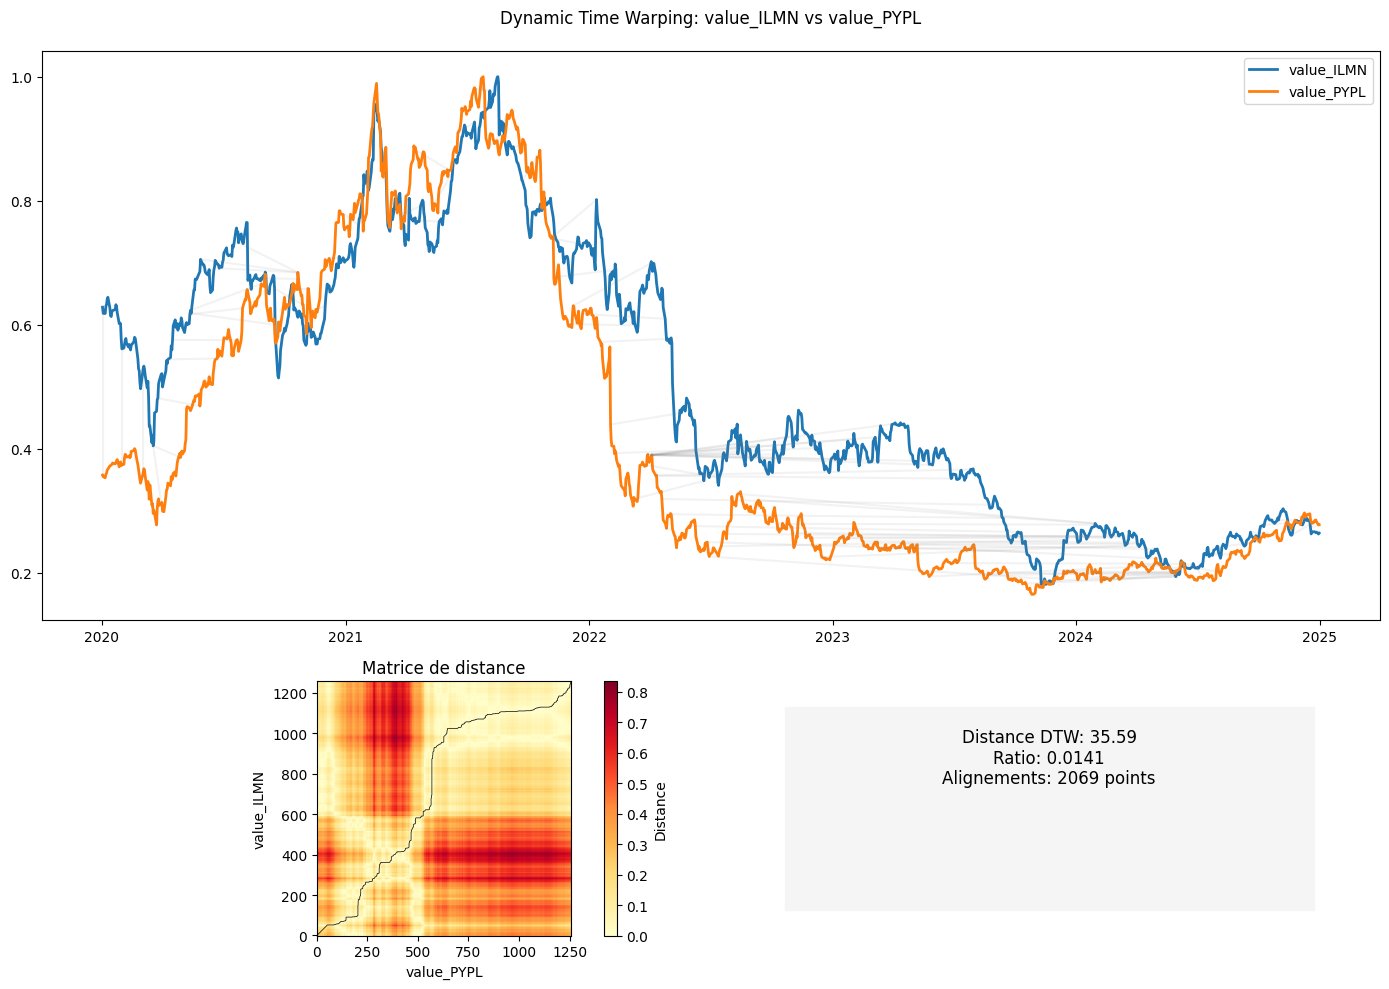 Dynamic Time Warping: value_ILMN vs value_PYPL
value_ILMN
value_PYPL
1.0
0.8
0.6
0.4
0.2
2020 2021 2022 2023 2024 2025
Matrice de distance
1200
1000
800
600
400
200
0
value_ILMN
0 250 500 750 1000 1250
value_PYPL
0.8
0.7
0.6
0.5
0.4
0.3
0.2
0.1
0.0
Distance
Distance DTW: 35.59
Ratio: 0.0141
Alignements: 2069 points